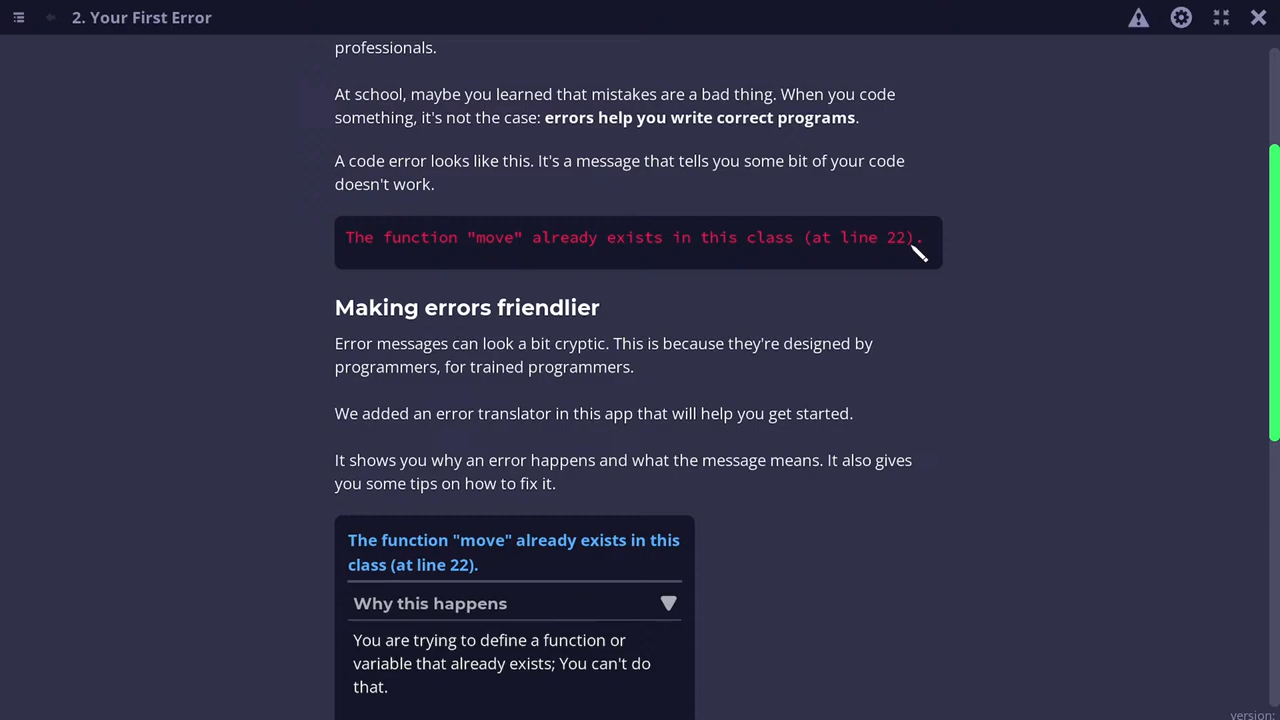 2. Your First Error
professionals.
At school, maybe you learned that mistakes are a bad thing. When you code
something, it's not the case: errors help you write correct programs.
A code error looks like this. It's a message that tells you some bit of your code
doesn't work.
The function "move" already exists in this class (at line 22).
Making errors friendlier
Error messages can look a bit cryptic. This is because they're designed by
programmers, for trained programmers.
We added an error translator in this app that will help you get started.
It shows you why an error happens and what the message means. It also gives
you some tips on how to fix it.
The function "move" already exists in this
class (at line 22).
Why this happens
You are trying to define a function or
variable that already exists; You can't do
that.
version: